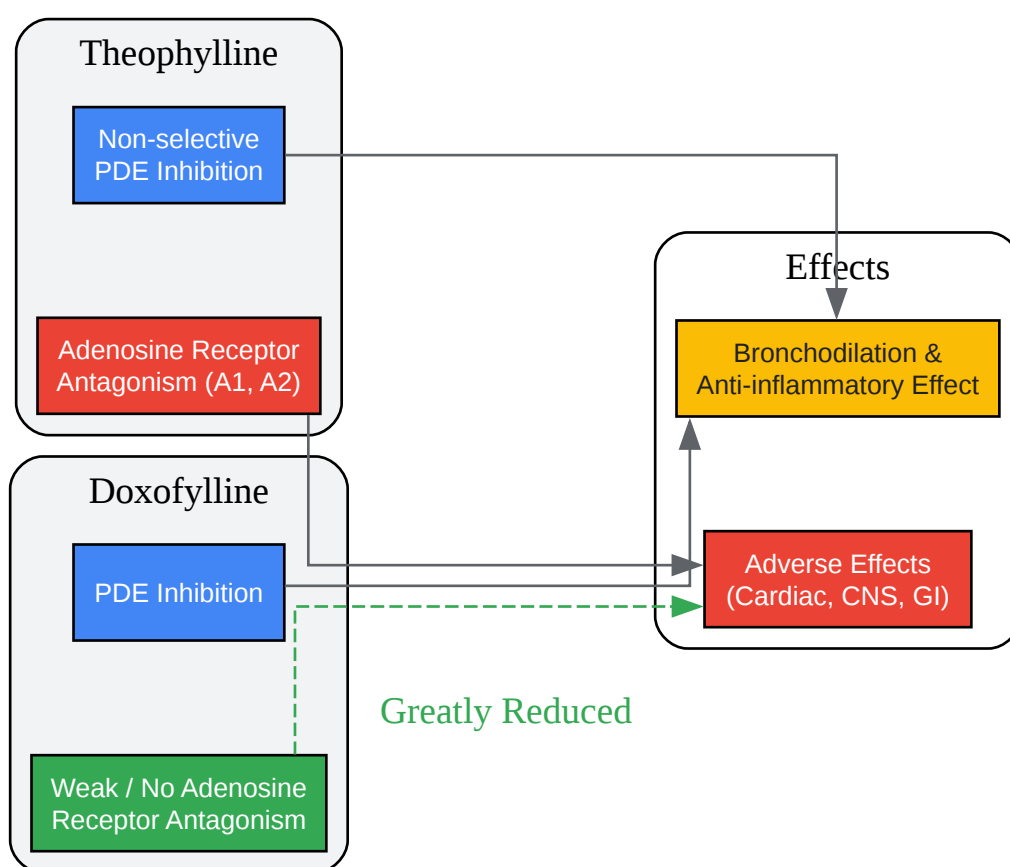 Theophylline
Non-selective
PDE Inhibition
Adenosine Receptor
Antagonism (A1, A2)
Doxofylline
PDE Inhibition
Weak / No Adenosine
Receptor Antagonism
Greatly Reduced
Effects
Bronchodilation &
Anti-inflammatory Effect
Adverse Effects
(Cardiac, CNS, GI)